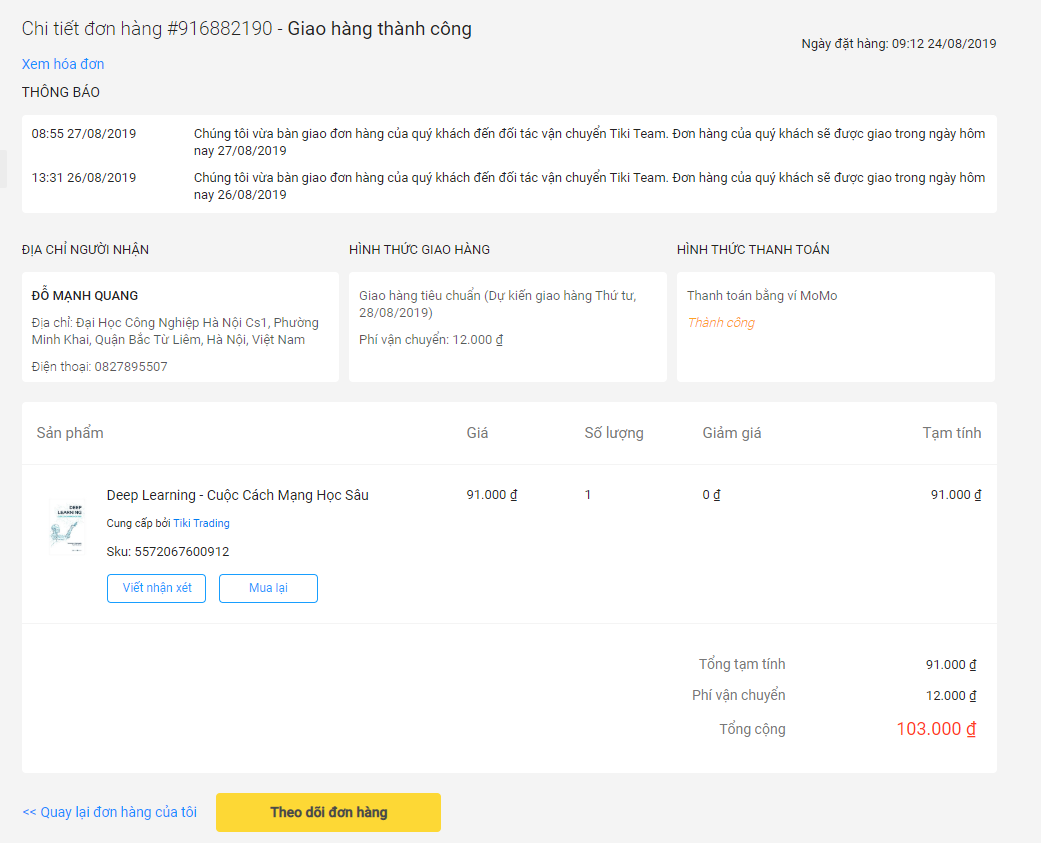 Chi tiết đơn hàng #916882190 - Giao hàng thành công
Ngày đặt hàng: 09:12 24/08/2019
Xem hóa đơn
THÔNG BÁO
08:55 27/08/2019 Chúng tôi vừa bàn giao đơn hàng của quý khách đến đối tác vận chuyển Tiki Team. Đơn hàng của quý khách sẽ được giao trong ngày hôm
nay 27/08/2019
13:31 26/08/2019 Chúng tôi vừa bàn giao đơn hàng của quý khách đến đối tác vận chuyển Tiki Team. Đơn hàng của quý khách sẽ được giao trong ngày hôm
nay 26/08/2019
ĐỊA CHỈ NGƯỜI NHẬN
ĐỖ MẠNH QUANG
Địa chỉ: Đại Học Công Nghiệp Hà Nội Cs1, Phường
Minh Khai, Quận Bắc Từ Liêm, Hà Nội, Việt Nam
Điện thoại: 0827895507
HÌNH THỨC GIAO HÀNG
Giao hàng tiêu chuẩn (Dự kiến giao hàng Thứ tư,
28/08/2019)
Phí vận chuyển: 12.000 ₫
HÌNH THỨC THANH TOÁN
Thanh toán bằng ví MoMo
Thành công
Sản phẩm Giá Số lượng Giảm giá Tạm tính
DEEP
LEARNING
Deep Learning - Cuộc Cách Mạng Học Sâu 91.000 ₫ 1 0 ₫ 91.000 ₫
Cung cấp bởi Tiki Trading
Sku: 5572067600912
Viết nhận xét Mua lại
Tổng tạm tính 91.000 ₫
Phí vận chuyển 12.000 ₫
Tổng cộng 103.000 ₫
<< Quay lại đơn hàng của tôi Theo dõi đơn hàng